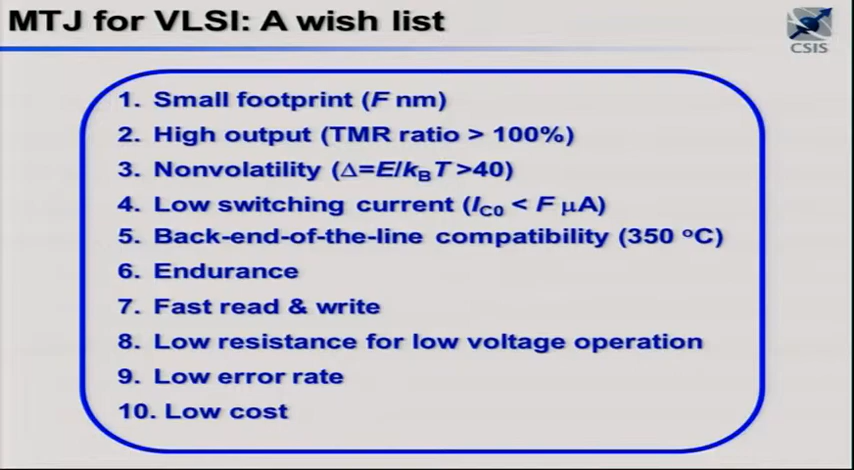 MTJ for VLSI: A wish list
CSIS
1. Small footprint (F nm)
2. High output (TMR ratio > 100%)
3. Nonvolatility (Δ=E/kBT >40)
4. Low switching current (IC0 < F μA)
5. Back-end-of-the-line compatibility (350 °C)
6. Endurance
7. Fast read & write
8. Low resistance for low voltage operation
9. Low error rate
10. Low cost